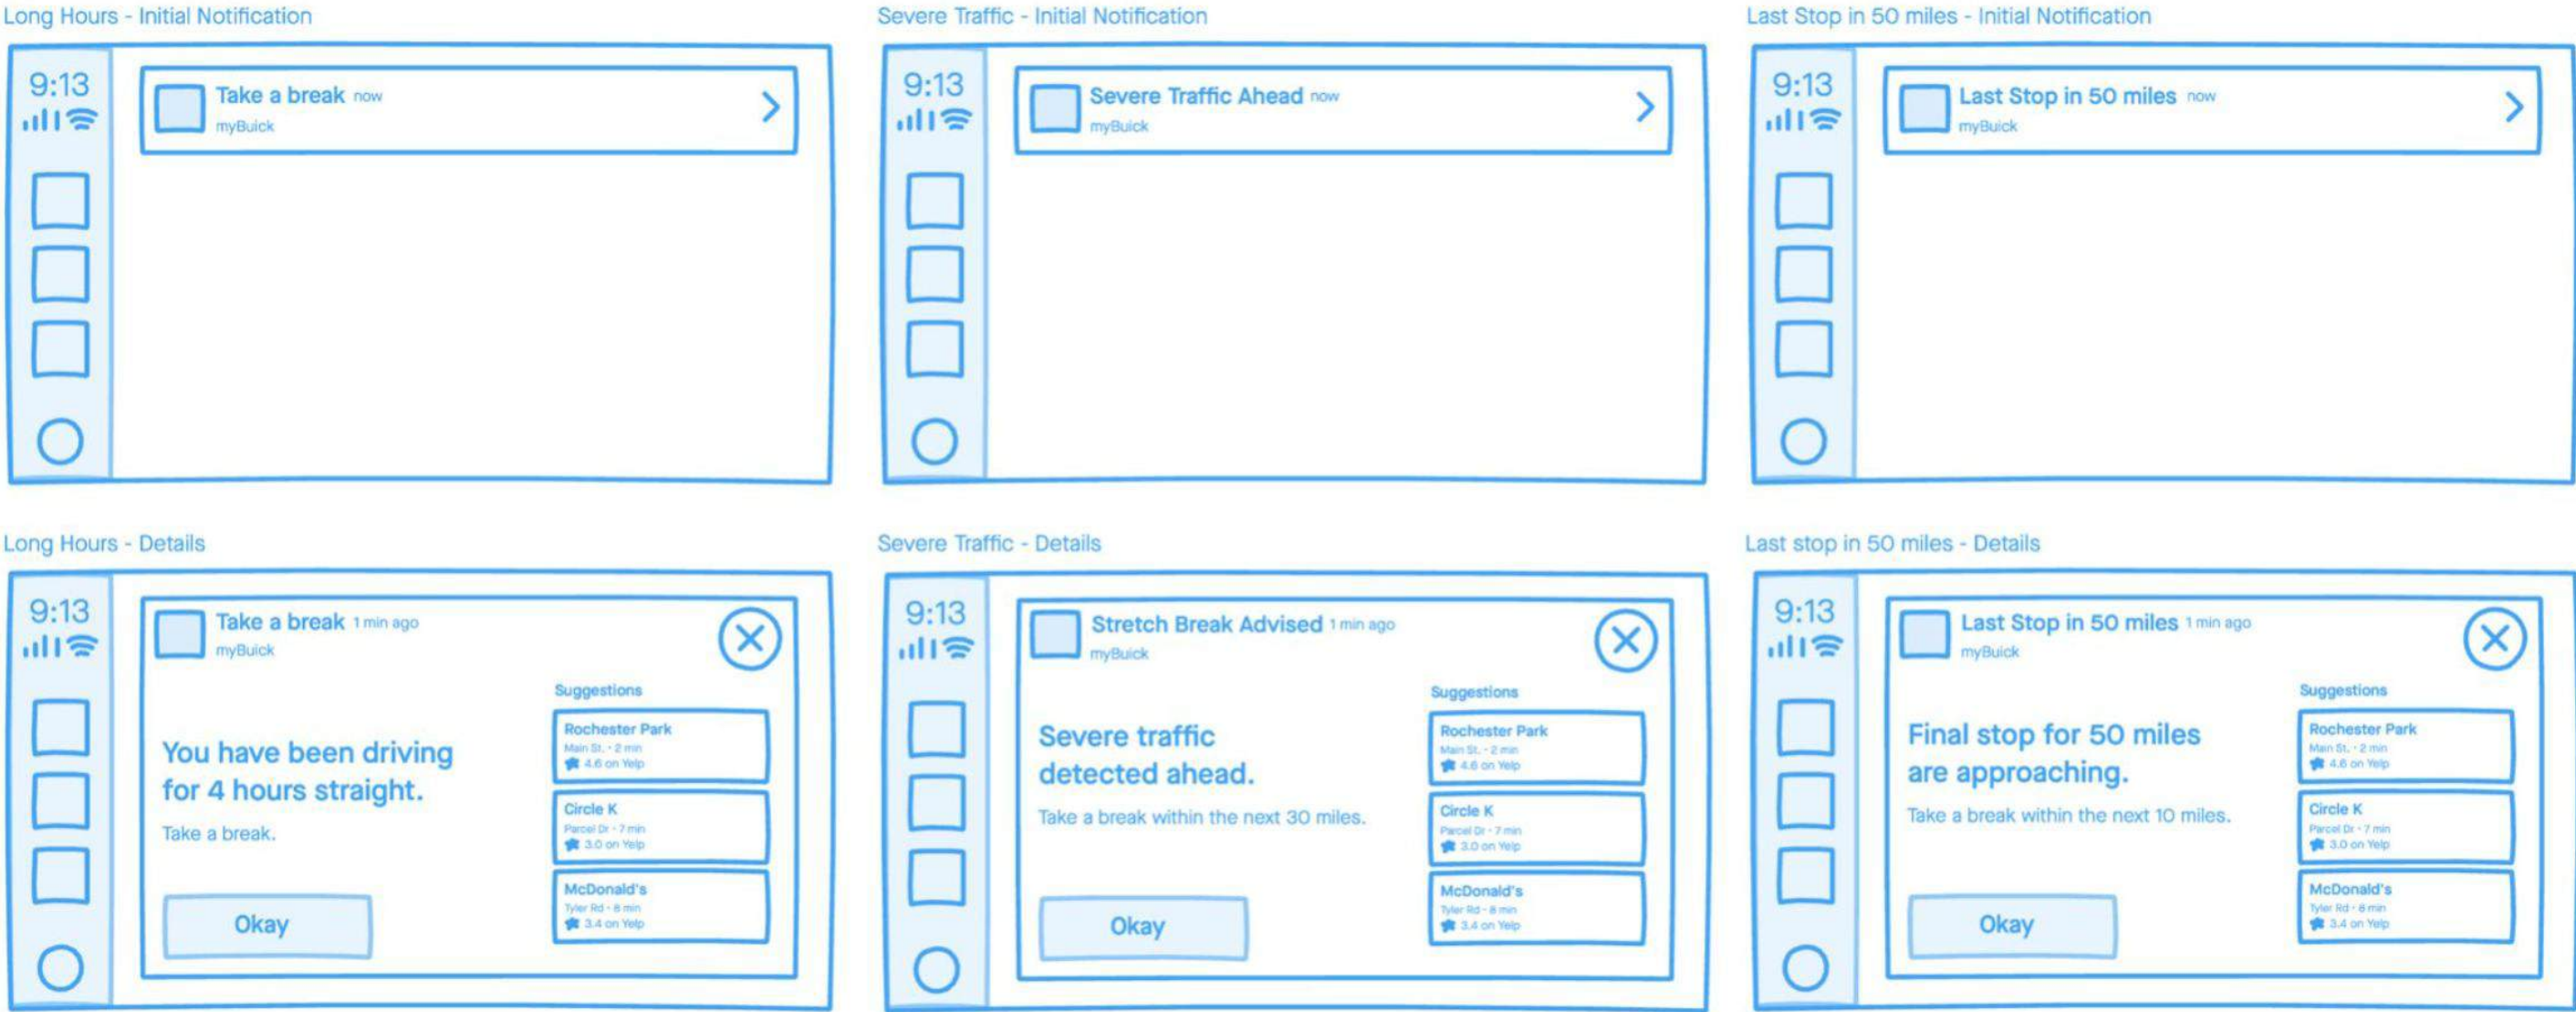 Long Hours - Initial Notification
9:13
Take a break now
myBuick
Severe Traffic - Initial Notification
9:13
Severe Traffic Ahead now
myBuick
Last Stop in 50 miles - Initial Notification
9:13
Last Stop in 50 miles now
myBuick
Long Hours - Details
9:13
Take a break 1 min ago
myBuick
You have been driving
for 4 hours straight.
Take a break.
Okay
Suggestions
Rochester Park
Main St. - 2 min
4.6 on Yelp
Circle K
Parcel Dr - 7 min
3.0 on Yelp
McDonald's
Tyler Rd - 8 min
3.4 on Yelp
Severe Traffic - Details
9:13
Stretch Break Advised 1 min ago
myBuick
Severe traffic
detected ahead.
Take a break within the next 30 miles.
Okay
Suggestions
Rochester Park
Main St. - 2 min
4.6 on Yelp
Circle K
Parcel Dr - 7 min
3.0 on Yelp
McDonald's
Tyler Rd - 8 min
3.4 on Yelp
Last stop in 50 miles - Details
9:13
Last Stop in 50 miles 1 min ago
myBuick
Final stop for 50 miles
are approaching.
Take a break within the next 10 miles.
Okay
Suggestions
Rochester Park
Main St. - 2 min
4.6 on Yelp
Circle K
Parcel Dr - 7 min
3.0 on Yelp
McDonald's
Tyler Rd - 8 min
3.4 on Yelp